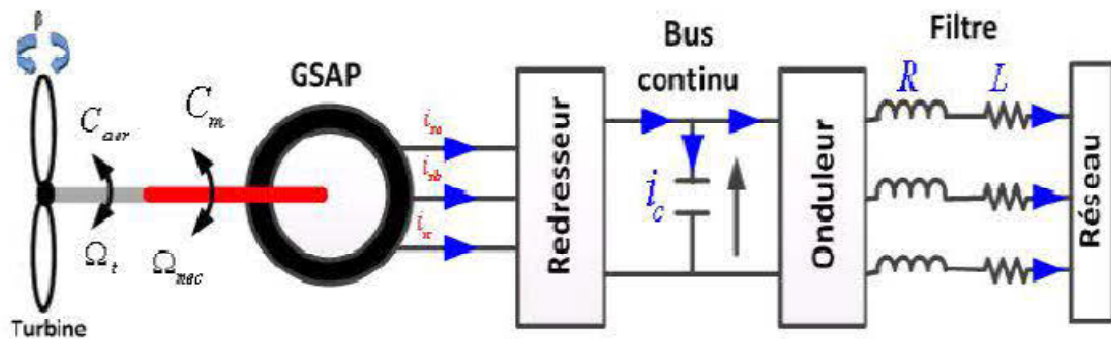 β
Turbine
C_aer
Ω_t
C_m
Ω_mec
GSAP
i_sa
i_sb
i_sc
Redresseur
Bus
continu
i_c
Onduleur
Filtre
R
L
Réseau